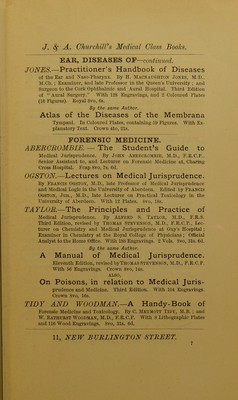 J. & A. Churchill's Medical Class Books.
EAR, DISEASES OF—continued.
JONES.—Practitioner's Handbook of Diseases
of the Ear and Naso-Pharynx. By H. MACNAUGHTON JONES, M.D.,
M.Ch.; Examiner, and late Professor in the Queen's University; and
Surgeon to the Cork Ophthalmic and Aural Hospital. Third Edition
of "Aural Surgery." With 128 Engravings, and 2 Coloured Plates
(16 Figures). Royal 8vo,
By the same Author.
Atlas of the Diseases of the Membrana
Tympani. In Coloured Plates, containing 59 Figures. With Ex-
planatory Text. Crown 4to, 21s.
FORENSIC MEDICINE.
ABERCROMBIE. — The Student's Guide to
Medical Jurisprudence. By JOHN ABERCROMBIE, M.D., F.R.C.P.,
Senior Assistant to, and Lecturer on Forensic Medicine at, Charing
Cross Hospital. Fcap 8vo, 7s. 6d.
OGSTON.—Lectures on Medical Jurisprudence.
By FRANCIS OGSTON, M.D., late Professor of Medical Jurisprudence
and Medical Logic in the University of Aberdeen. Edited by FRANCIS
OGSTON, Jun., M.D., late Lecturer on Practical Toxicology in the
University of Aberdeen. With 12 Plates. 8vo, 18s.
TAYLOR.—The Principles and Practice of
Medical Jurisprudence. By ALFRED S. TAYLOR, M.D., F.R.S.
Third Edition, revised by THOMAS STEVENSON, M.D., F.R.C.P., Lec-
turer on Chemistry and Medical Jurisprudence at Guy's Hospital;
Examiner in Chemistry at the Royal College of Physicians; Official
Analyst to the Home Office. With 188 Engravings. 2 Vols. 8vo, 31s. 6d.
By the same Author.
A Manual of Medical Jurisprudence.
Eleventh Edition, revised by THOMAS STEVENSON, M.D., F.R.C.P.
With 56 Engravings. Crown 8vo, 14s.
ALSO,
On Poisons, in relation to Medical Juris-
prudence and Medicine. Third Edition. With 104 Engravings.
Crown 8vo, 16s.
TIDY AND WOODMAN.—A Handy-Book of
Forensic Medicine and Toxicology. By C. MEYMOTT TIDY, M.B.; and
W. BATHURST WOODMAN, M.D., F.R.C.P. With 8 Lithographic Plates
and 116 Wood Engravings. 8vo, 31s. 6d.
11, NEW BURLINGTON STREET.
7